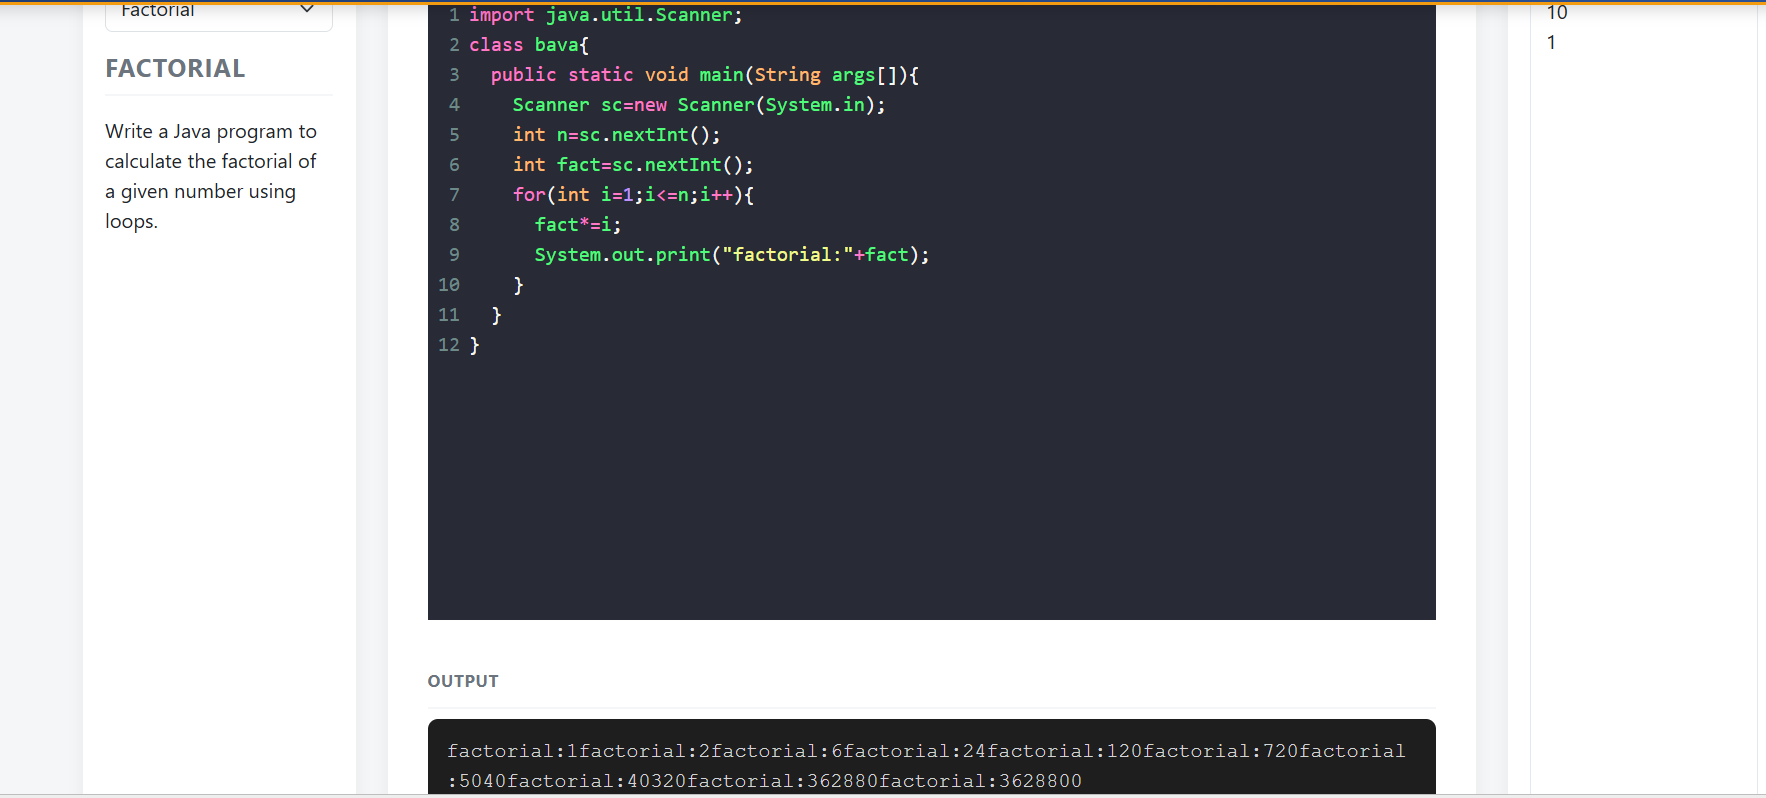 Factorial
FACTORIAL
Write a Java program to
calculate the factorial of
a given number using
loops.
1 import java.util.Scanner;
2 class bava{
3   public static void main(String args[]){
4     Scanner sc=new Scanner(System.in);
5     int n=sc.nextInt();
6     int fact=sc.nextInt();
7     for(int i=1;i<=n;i++){
8       fact*=i;
9       System.out.print("factorial:"+fact);
10     }
11   }
12 }
OUTPUT
factorial:1factorial:2factorial:6factorial:24factorial:120factorial:720factorial
:5040factorial:40320factorial:362880factorial:3628800
10
1